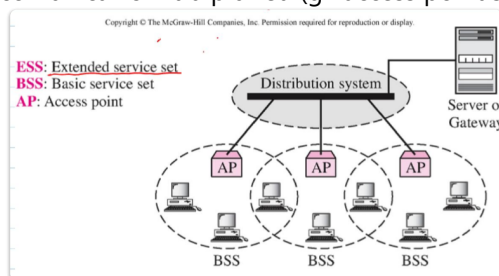 Copyright © The McGraw-Hill Companies, Inc. Permission required for reproduction or display.
ESS: Extended service set
BSS: Basic service set
AP: Access point
Distribution system
Server o
Gateway
AP
AP
AP
BSS
BSS
BSS